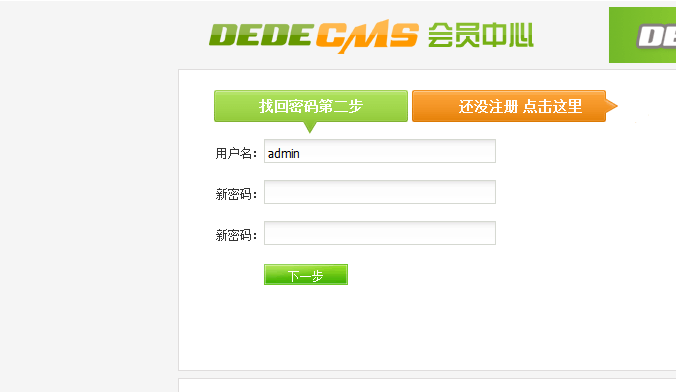 DEDECMS 会员中心
DE
找回密码第二步
还没注册 点击这里
用户名：
admin
新密码：
新密码：
下一步